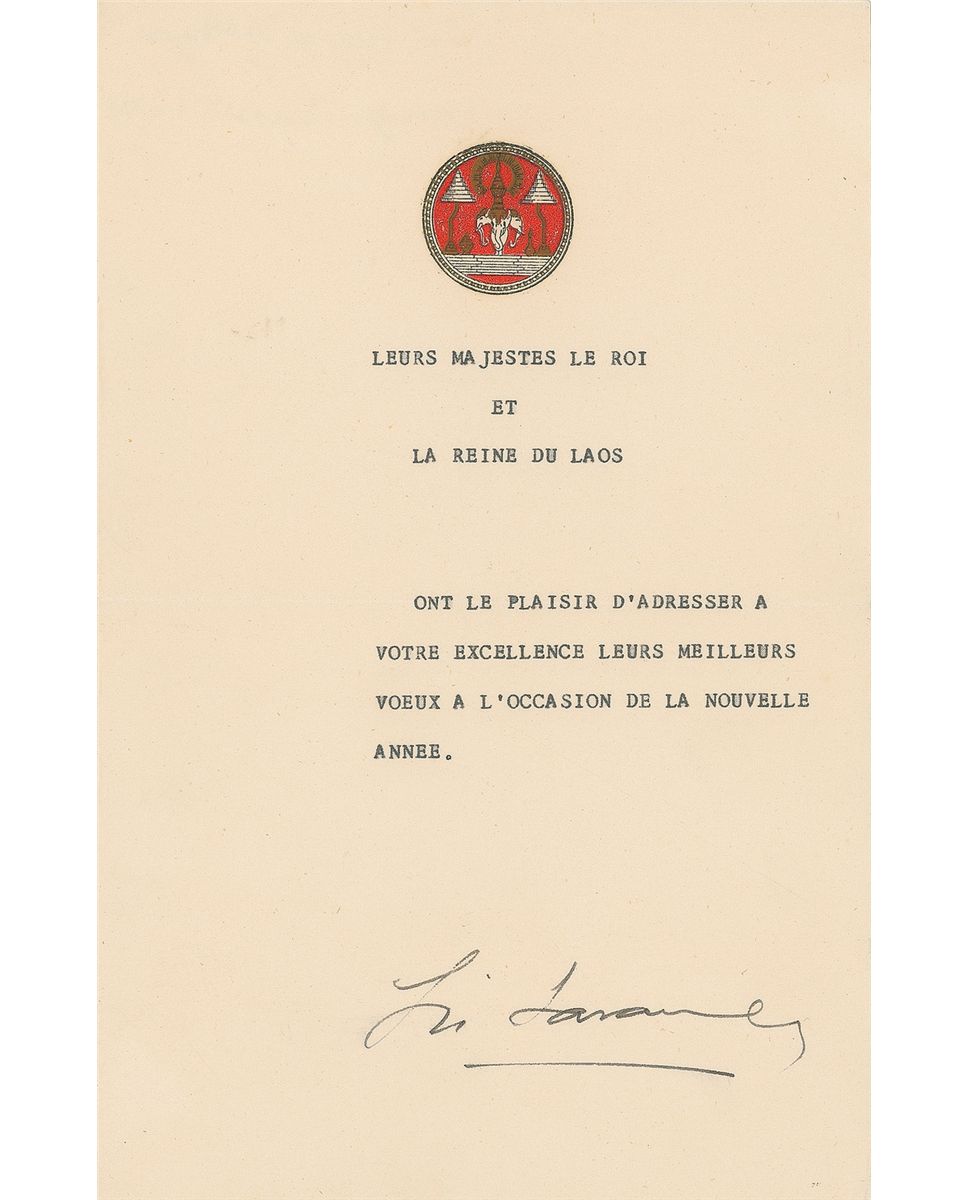 LEURS MAJESTES LE ROI
ET
LA REINE DU LAOS
ONT LE PLAISIR D'ADRESSER A
VOTRE EXCELLENCE LEURS MEILLEURS
VOEUX A L'OCCASION DE LA NOUVELLE
ANNEE.